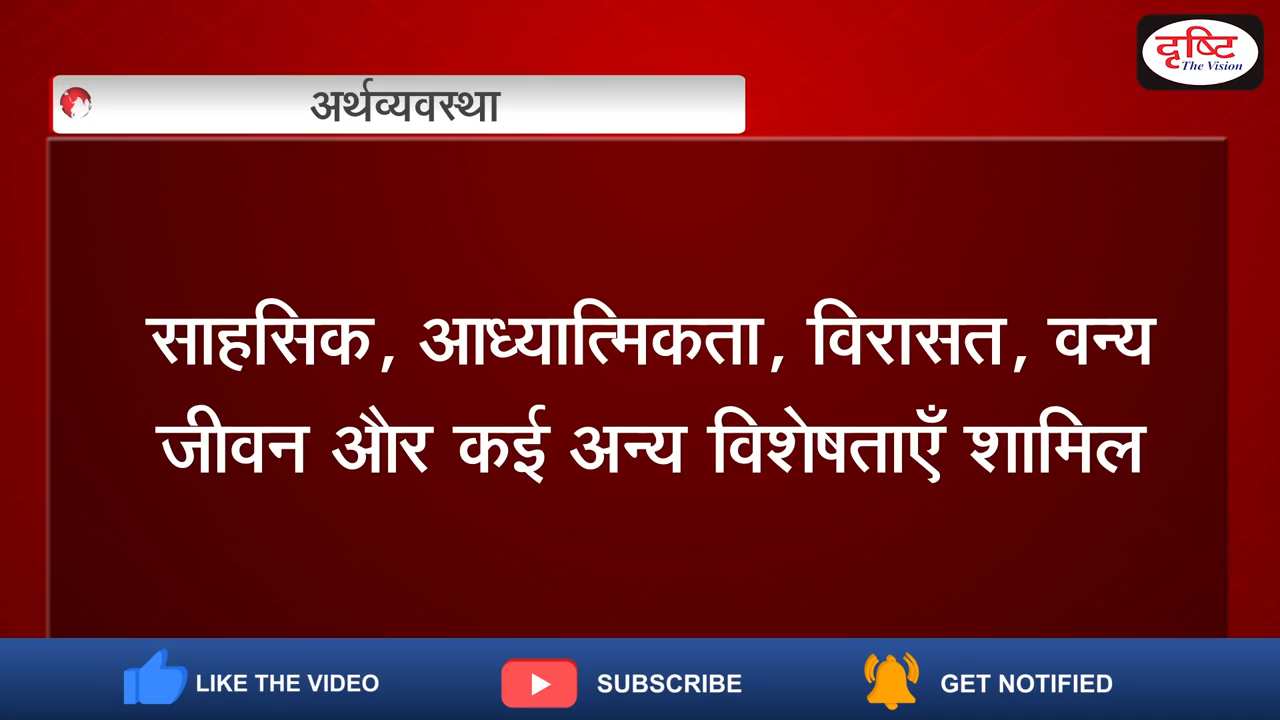 दृष्टि
The Vision
अर्थव्यवस्था
साहसिक, आध्यात्मिकता, विरासत, वन्य
जीवन और कई अन्य विशेषताएँ शामिल
LIKE THE VIDEO
SUBSCRIBE
GET NOTIFIED